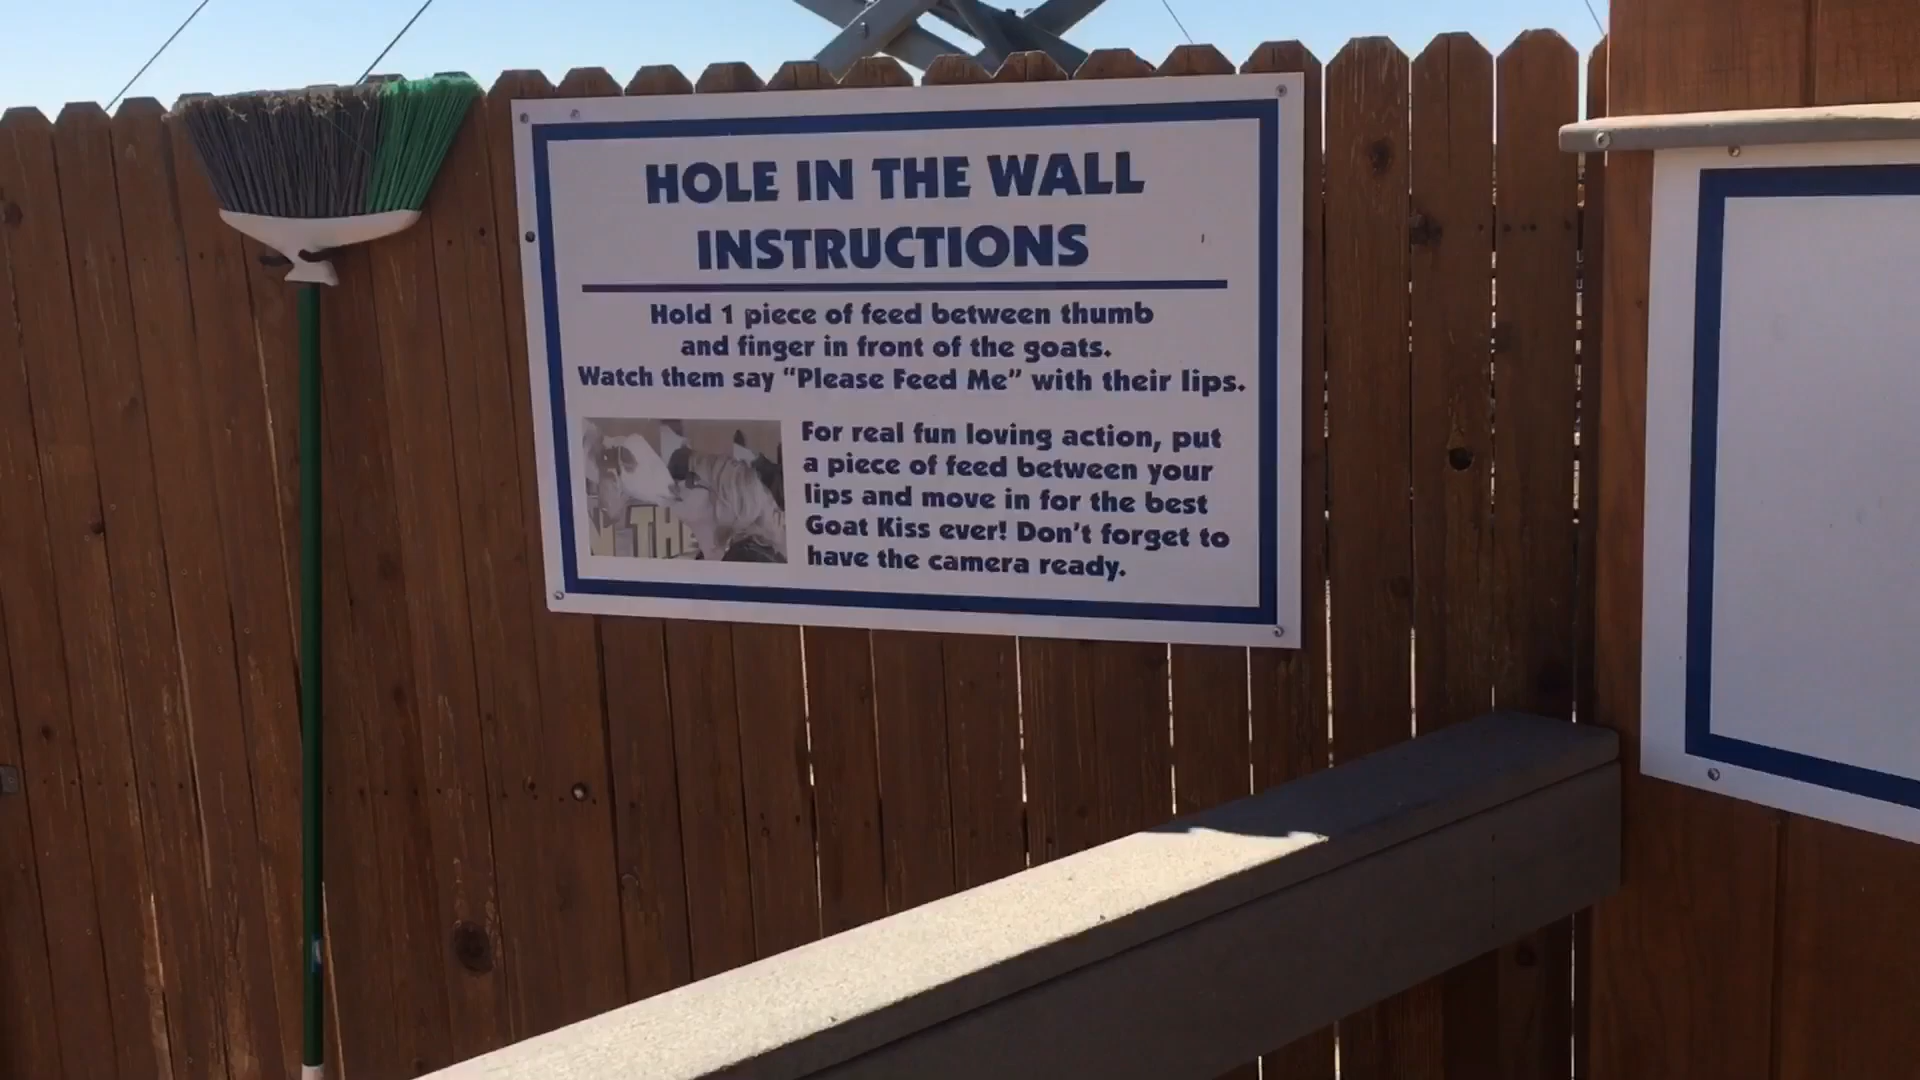 HOLE IN THE WALL
INSTRUCTIONS
Hold 1 piece of feed between thumb
and finger in front of the goats.
Watch them say “Please Feed Me” with their lips.
For real fun loving action, put
a piece of feed between your
lips and move in for the best
Goat Kiss ever! Don't forget to
have the camera ready.
N THE